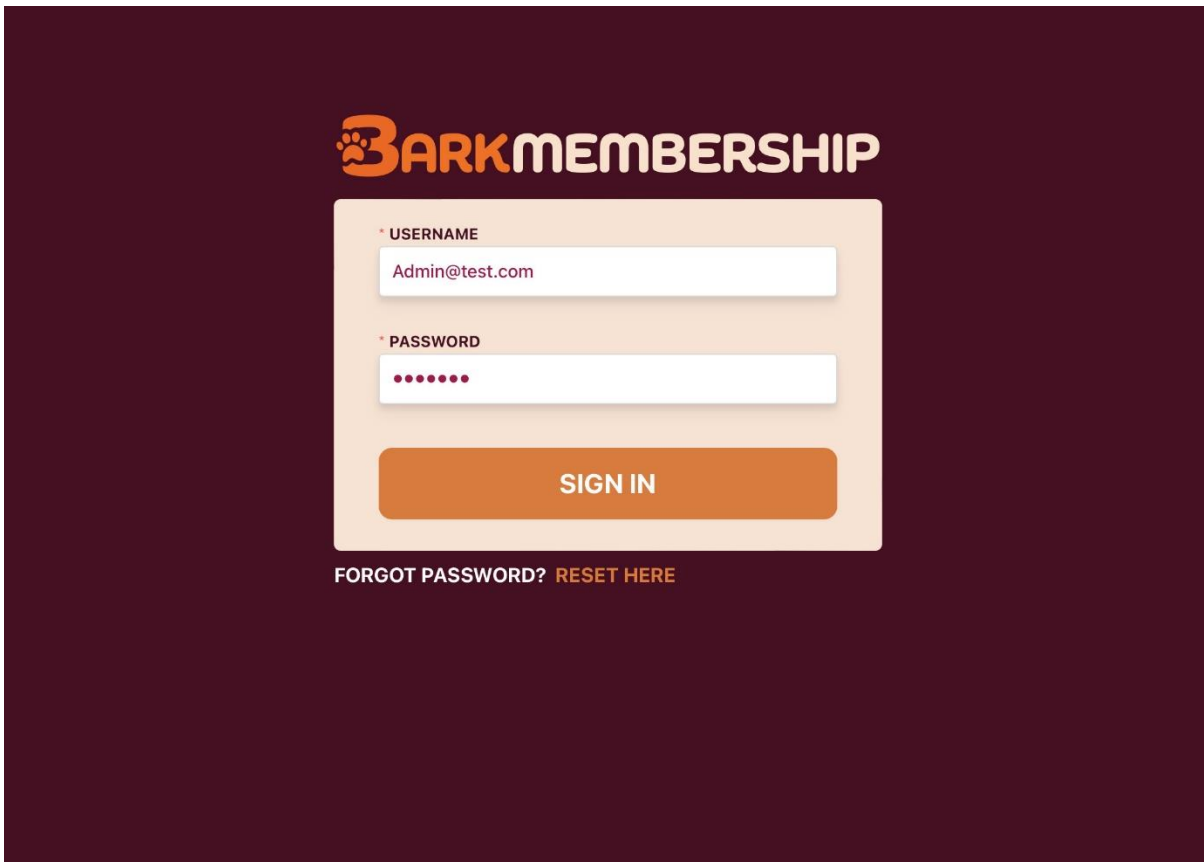 BARKMEMBERSHIP
* USERNAME
Admin@test.com
* PASSWORD
•••••••
SIGN IN
FORGOT PASSWORD? RESET HERE